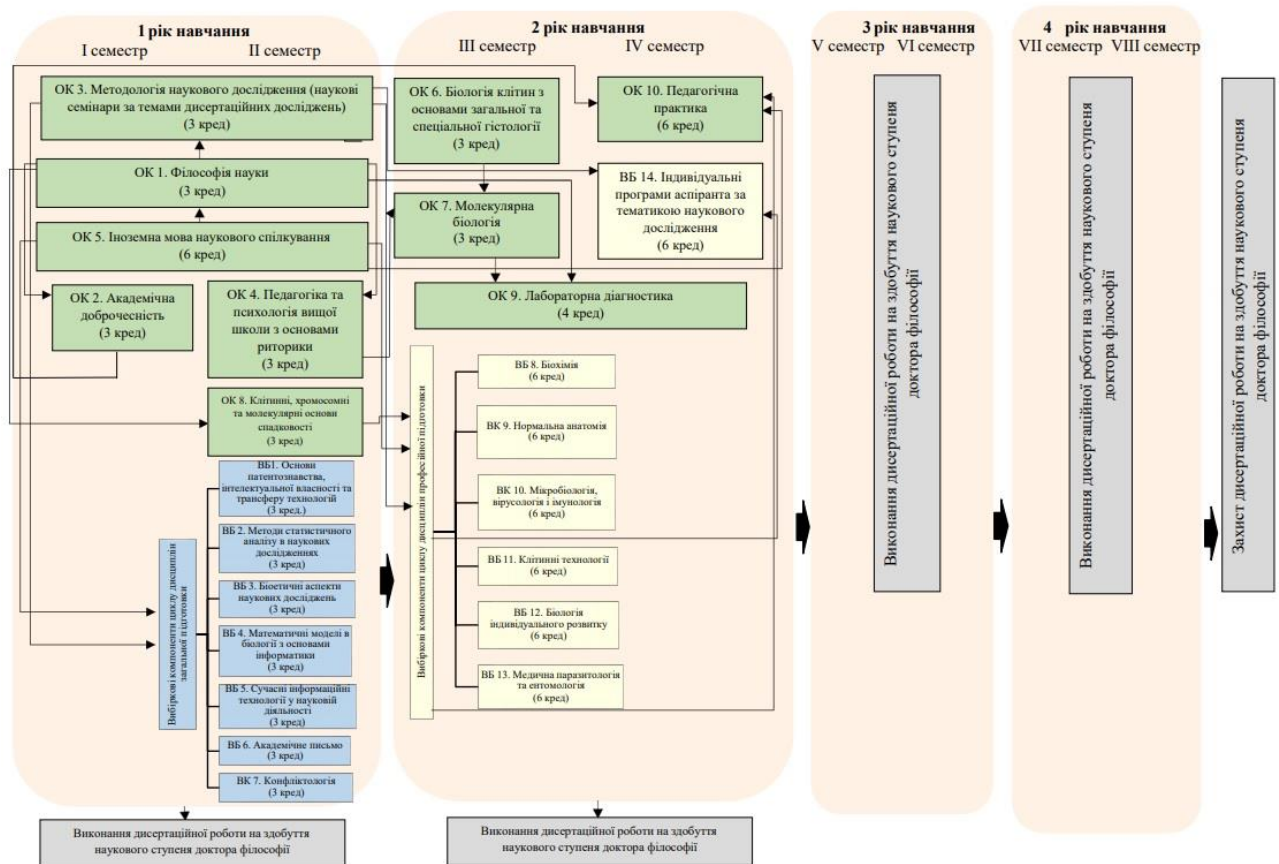 1 рік навчання
І семестр
ІІ семестр
ОК 3. Методологія наукового дослідження (наукові
семінари за темами дисертаційних досліджень)
(3 кред)
ОК 1. Філософія науки
(3 кред)
ОК 5. Іноземна мова наукового спілкування
(6 кред)
ОК 2. Академічна
доброчесність
(3 кред)
ОК 4. Педагогіка та
психологія вищої
школи з основами
риторики
(3 кред)
ОК 8. Клітинні, хромосомні
та молекулярні основи
спадковості
(3 кред)
Вибіркові компоненти циклу дисциплін
загальної підготовки
ВБ1. Основи
патентознавства,
інтелектуальної власності та
трансферу технологій
(3 кред.)
ВБ 2. Методи статистичного
аналізу в наукових
дослідженнях
(3 кред)
ВБ 3. Біоетичні аспекти
наукових досліджень
(3 кред)
ВБ 4. Математичні моделі в
біології з основами
інформатики
(3 кред)
ВБ 5. Сучасні інформаційні
технології у науковій
діяльності
(3 кред)
ВБ 6. Академічне письмо
(3 кред)
ВК 7. Конфліктологія
(3 кред)
Виконання дисертаційної роботи на здобуття
наукового ступеня доктора філософії
2 рік навчання
ІІІ семестр
IV семестр
ОК 6. Біологія клітин з
основами загальної та
спеціальної гістології
(3 кред)
ОК 10. Педагогічна
практика
(6 кред)
ВБ 14. Індивідуальні
програми аспіранта за
тематикою наукового
дослідження
(6 кред)
ОК 7. Молекулярна
біологія
(3 кред)
ОК 9. Лабораторна діагностика
(4 кред)
Вибіркові компоненти циклу дисциплін професійної підготовки
ВБ 8. Біохімія
(6 кред)
ВК 9. Нормальна анатомія
(6 кред)
ВК 10. Мікробіологія,
вірусологія і імунологія
(6 кред)
ВБ 11. Клітинні технології
(6 кред)
ВБ 12. Біологія
індивідуального розвитку
(6 кред)
ВБ 13. Медична паразитологія
та ентомологія
(6 кред)
Виконання дисертаційної роботи на здобуття
наукового ступеня доктора філософії
3 рік навчання
V семестр
VI семестр
Виконання дисертаційної роботи на здобуття наукового ступеня
доктора філософії
4 рік навчання
VII семестр
VIII семестр
Виконання дисертаційної роботи на здобуття наукового ступеня
доктора філософії
Захист дисертаційної роботи на здобуття наукового ступеня
доктора філософії